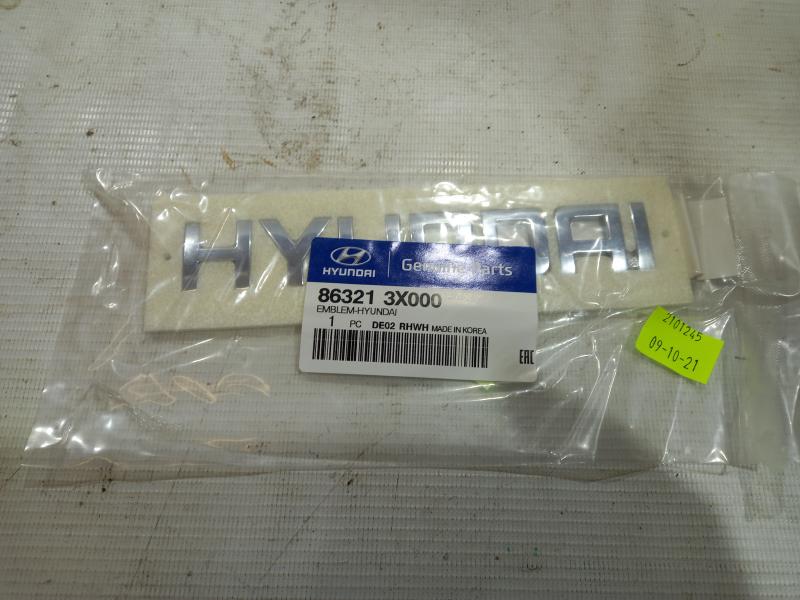 HYUNDAI
HYUNDAI Genuine Parts
86321 3X000
EMBLEM-HYUNDAI
1 PC DE02 RHWH MADE IN KOREA
EAC
2101245
09-10-21